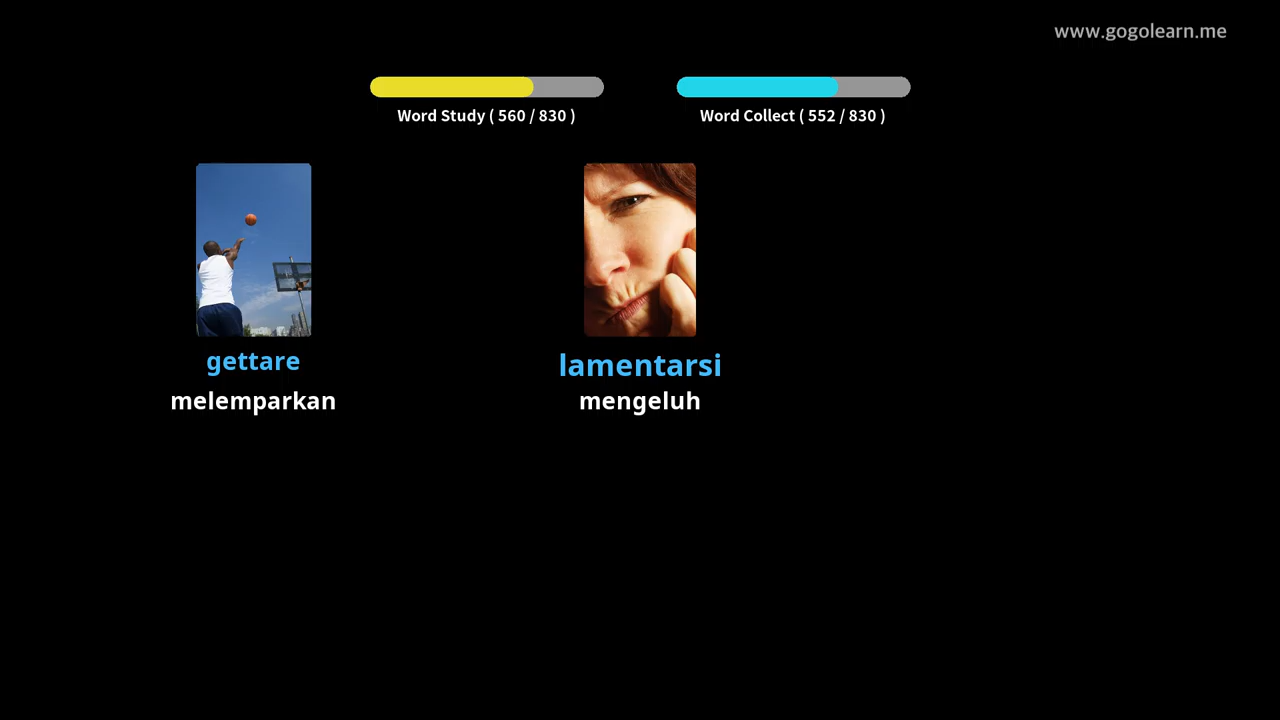 www.gogolearn.me
Word Study ( 560 / 830 )
Word Collect ( 552 / 830 )
gettare
melemparkan
lamentarsi
mengeluh